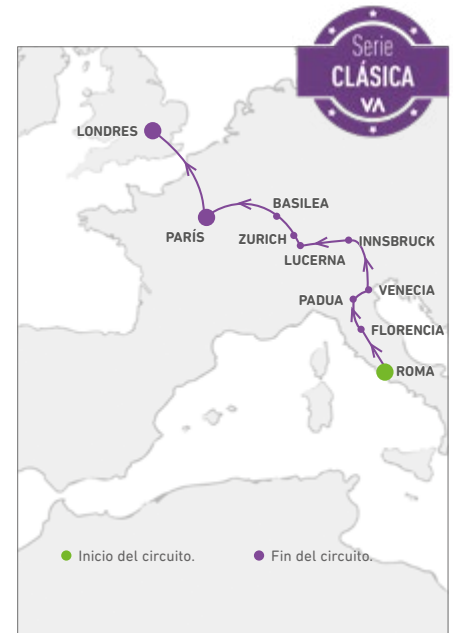 Serie
CLÁSICA
VA
LONDRES
BASILEA
PARÍS
ZURICH
INNSBRUCK
LUCERNA
VENECIA
PADUA
FLORENCIA
ROMA
Inicio del circuito.
Fin del circuito.